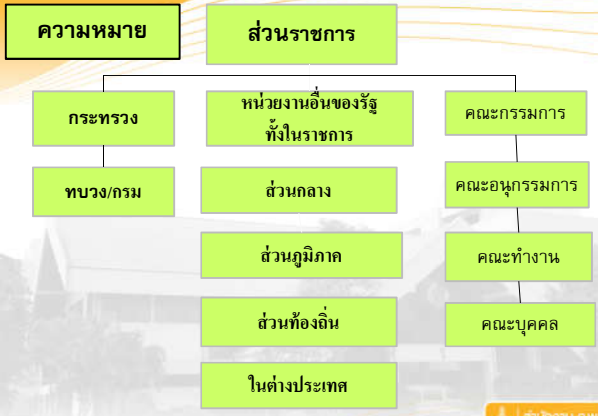 ความหมาย
ส่วนราชการ
กระทรวง
ทบวง/กรม
หน่วยงานอื่นของรัฐ
ทั้งในราชการ
ส่วนกลาง
ส่วนภูมิภาค
ส่วนท้องถิ่น
ในต่างประเทศ
คณะกรรมการ
คณะอนุกรรมการ
คณะทำงาน
คณะบุคคล